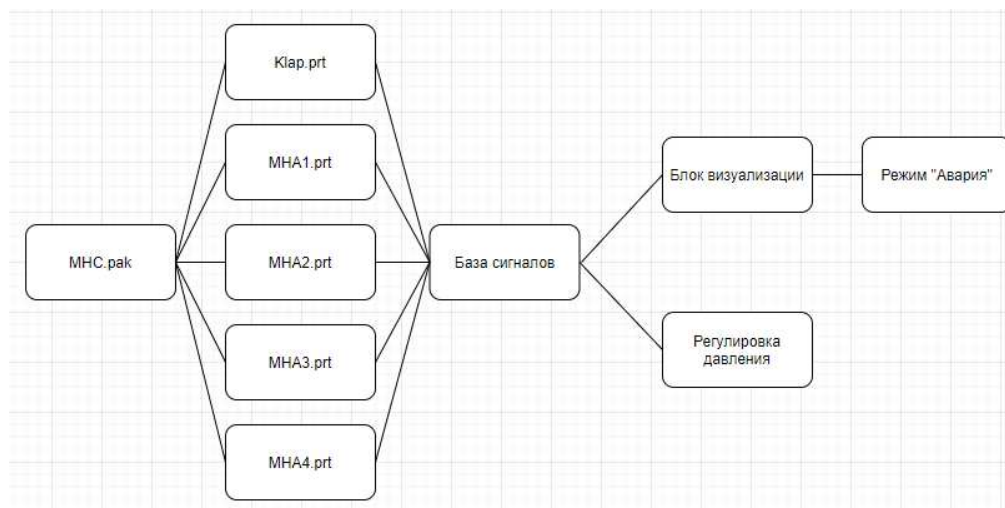 Klap.prt
МНА1.prt
МНС.pak
МНА2.prt
МНА3.prt
МНА4.prt
База сигналов
Блок визуализации
Режим "Авария"
Регулировка
давления